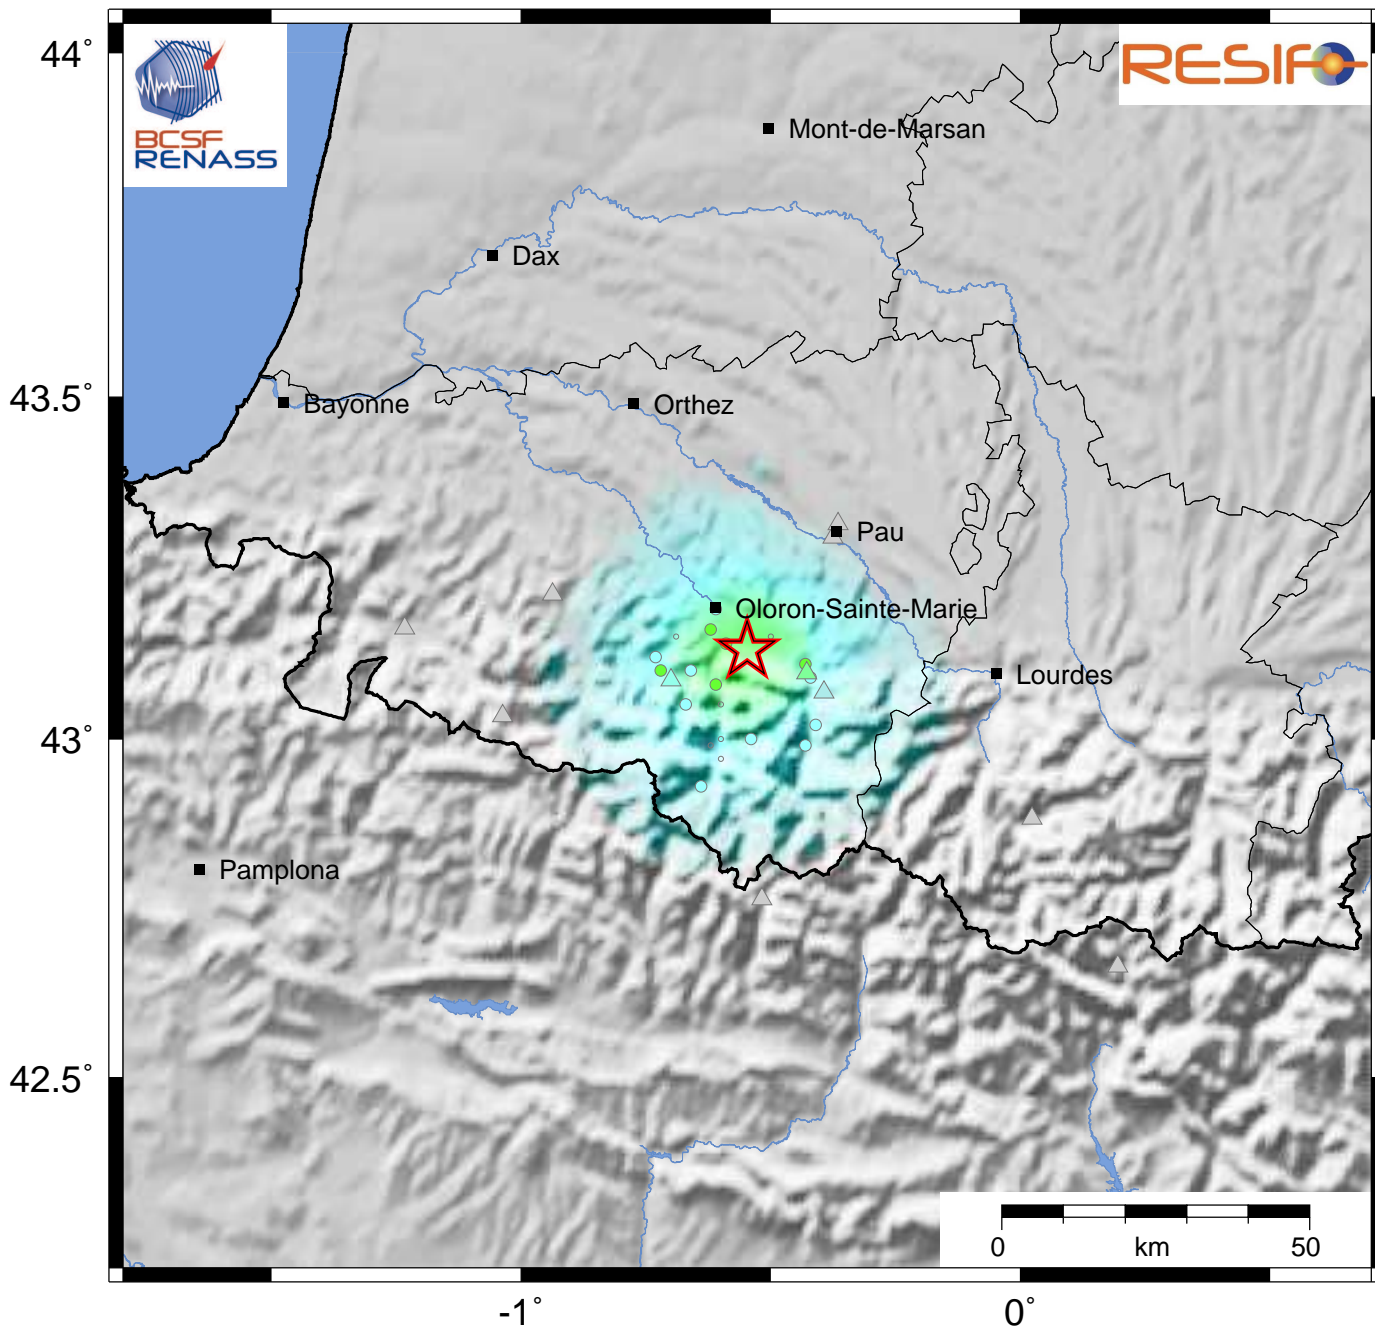 44°
BCSF
RENASS
RESIF
Mont-de-Marsan
Dax
43.5°
Bayonne
Orthez
Pau
Oloron-Sainte-Marie
Lourdes
43°
Pamplona
42.5°
0 km 50
-1° 0°